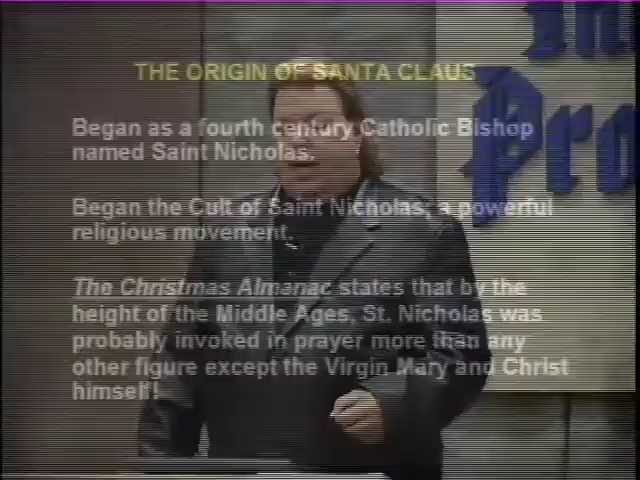 In
Pro
THE ORIGIN OF SANTA CLAUS
Began as a fourth century Catholic Bishop
named Saint Nicholas.
Began the Cult of Saint Nicholas, a powerful
religious movement.
The Christmas Almanac states that by the
height of the Middle Ages, St. Nicholas was
probably invoked in prayer more than any
other figure except the Virgin Mary and Christ
himself!